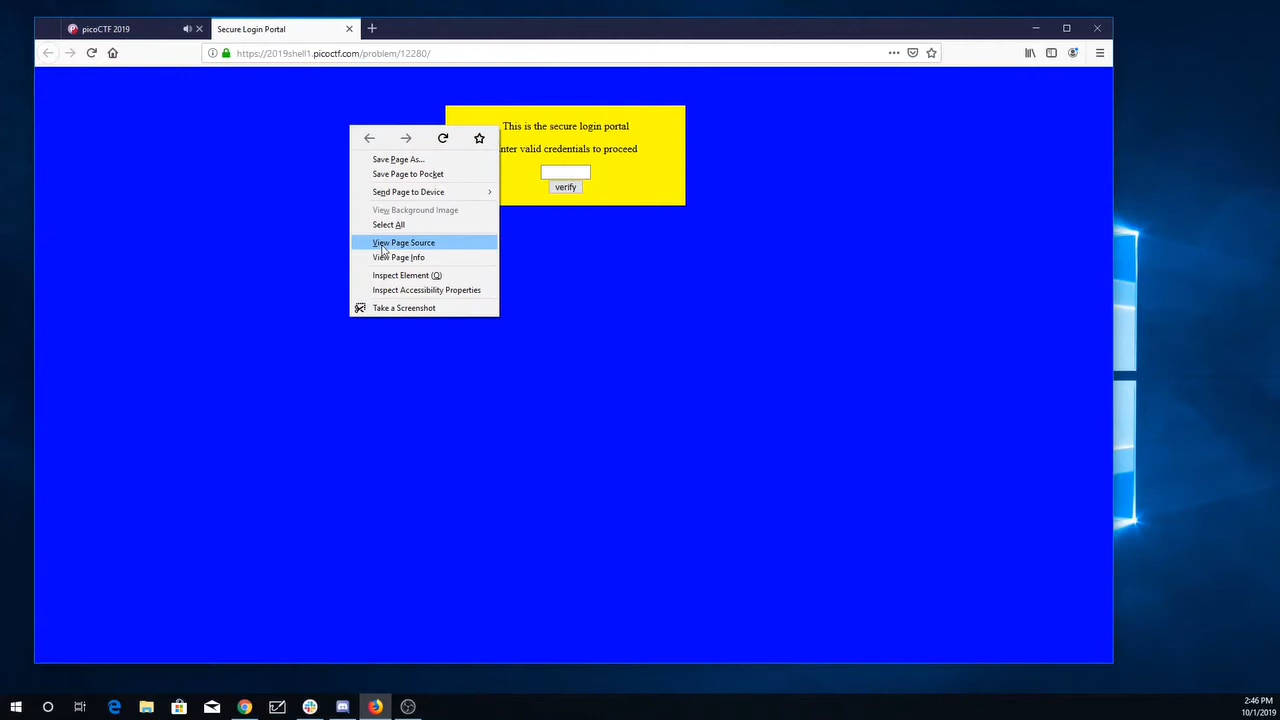 picoCTF 2019
Secure Login Portal
https://2019shell1.picoctf.com/problem/12280/
This is the secure login portal
nter valid credentials to proceed
verify
Save Page As...
Save Page to Pocket
Send Page to Device
View Background Image
Select All
View Page Source
View Page Info
Inspect Element (Q)
Inspect Accessibility Properties
Take a Screenshot
2:46 PM
10/1/2019